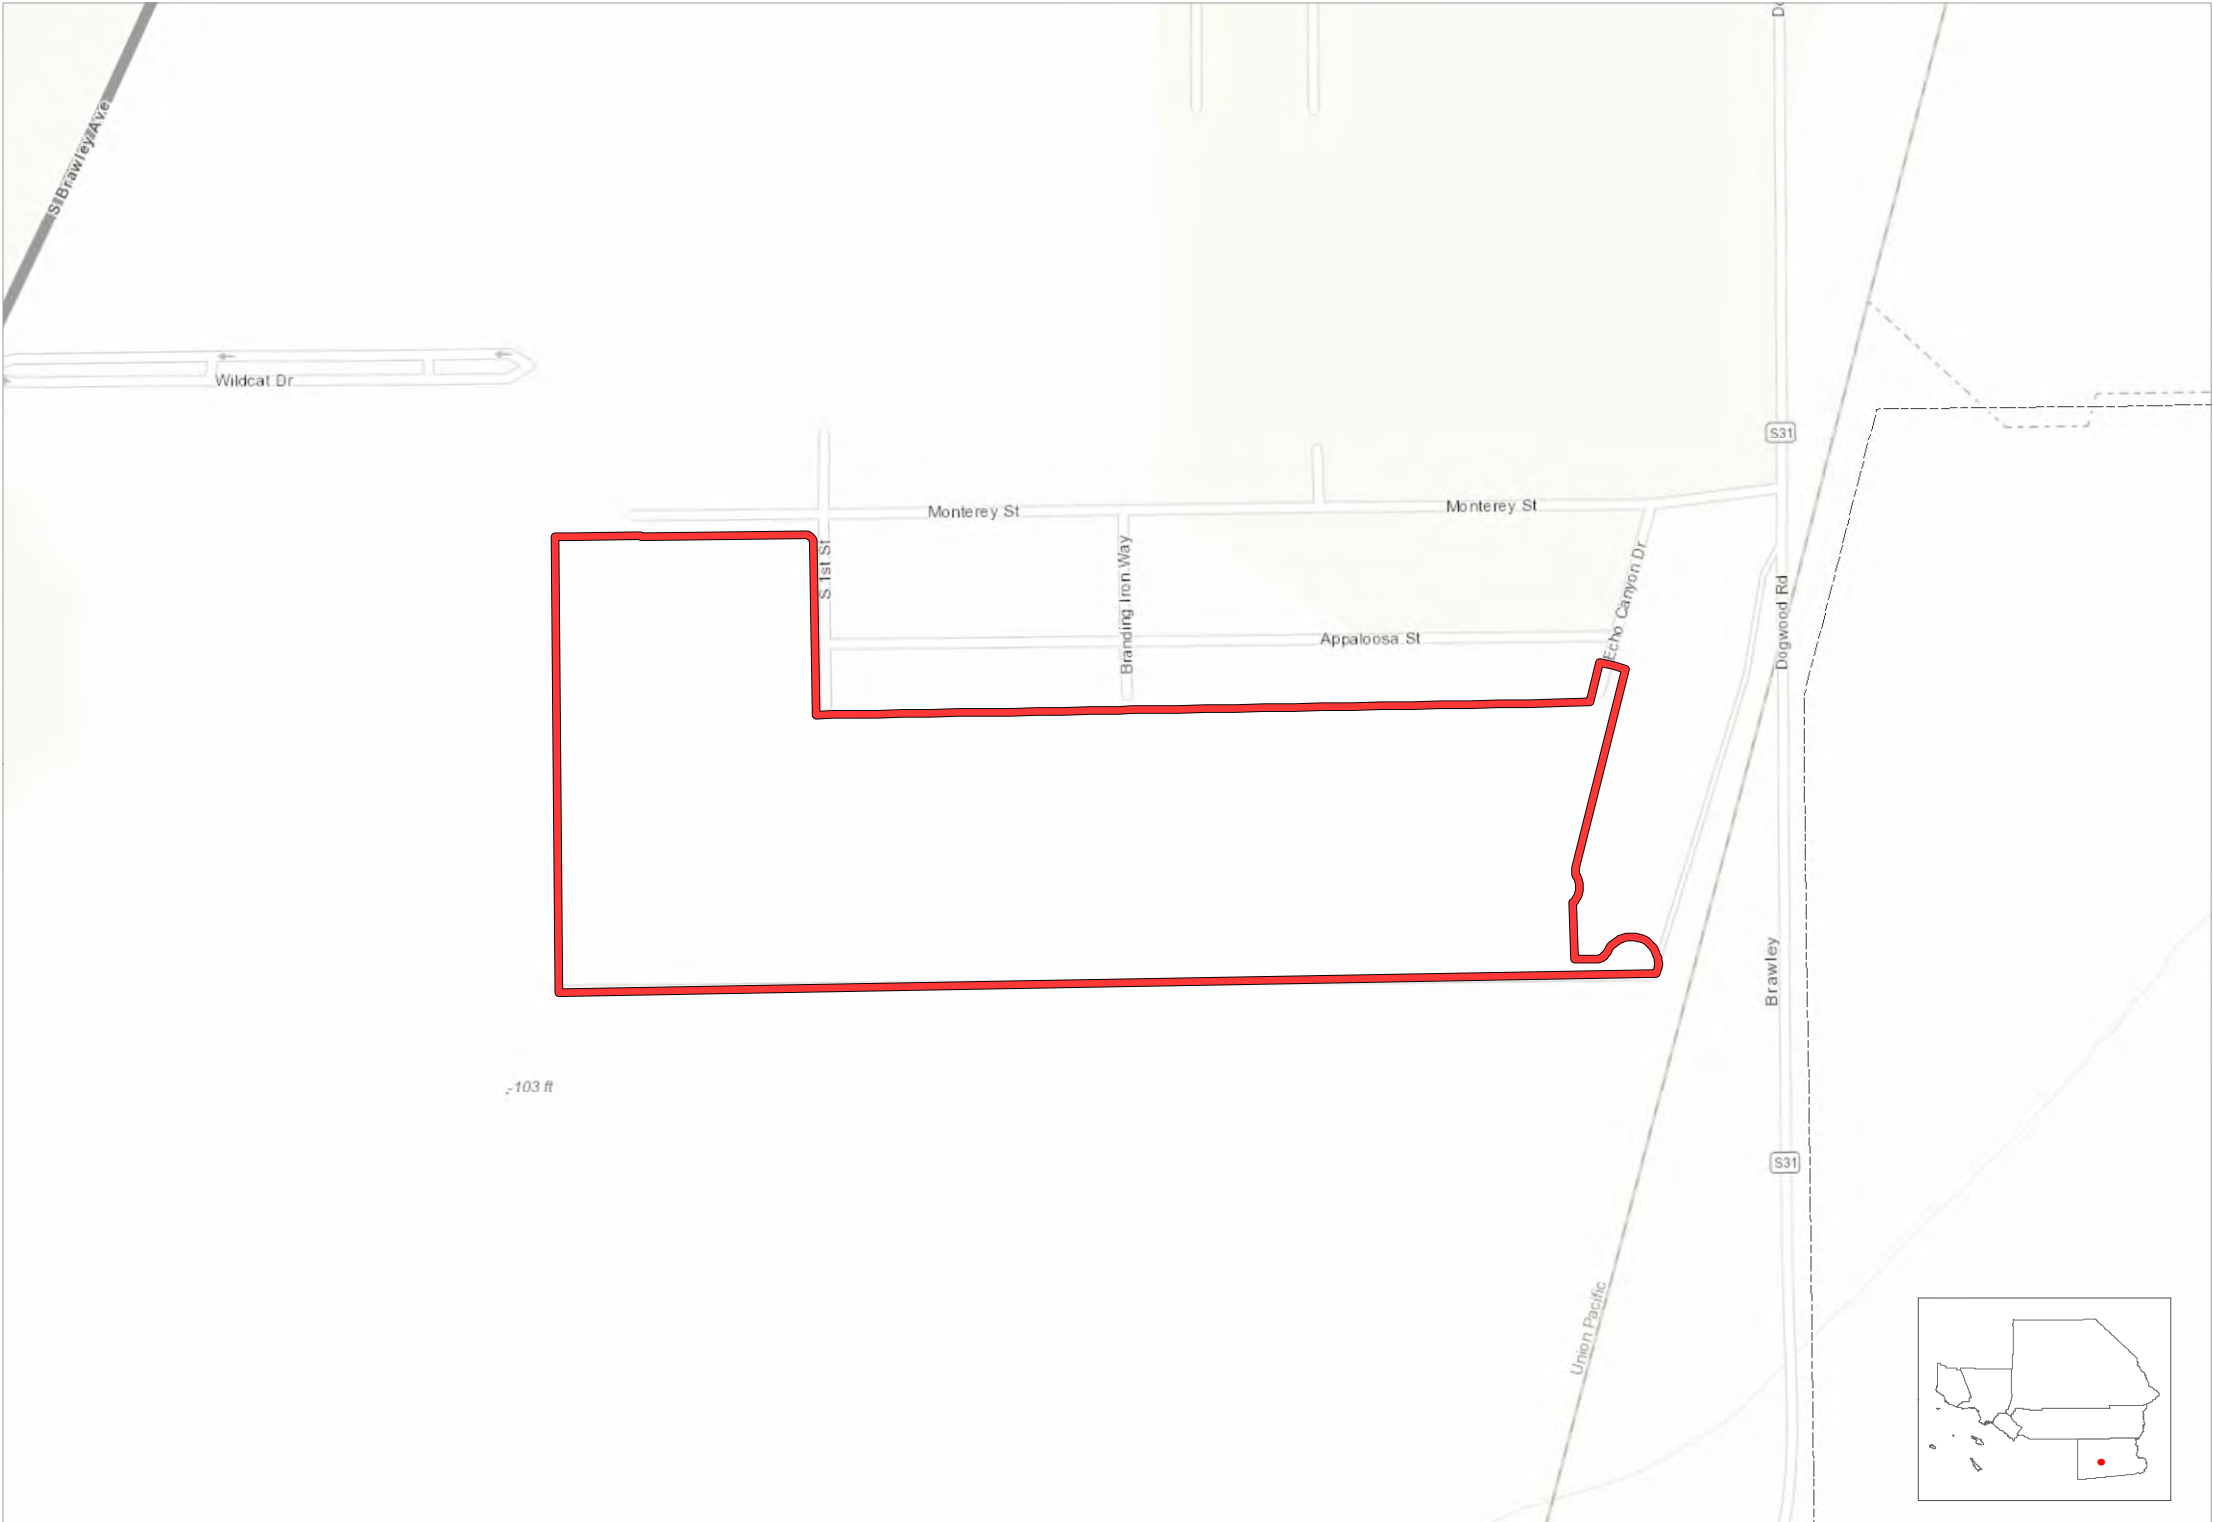 S Brawley Ave
Wildcat Dr
S31
Monterey St
Monterey St
S 1st St
Branding Iron Way
Echo Canyon Dr
Dogwood Rd
Appaloosa St
Brawley
-103 ft
S31
Union Pacific